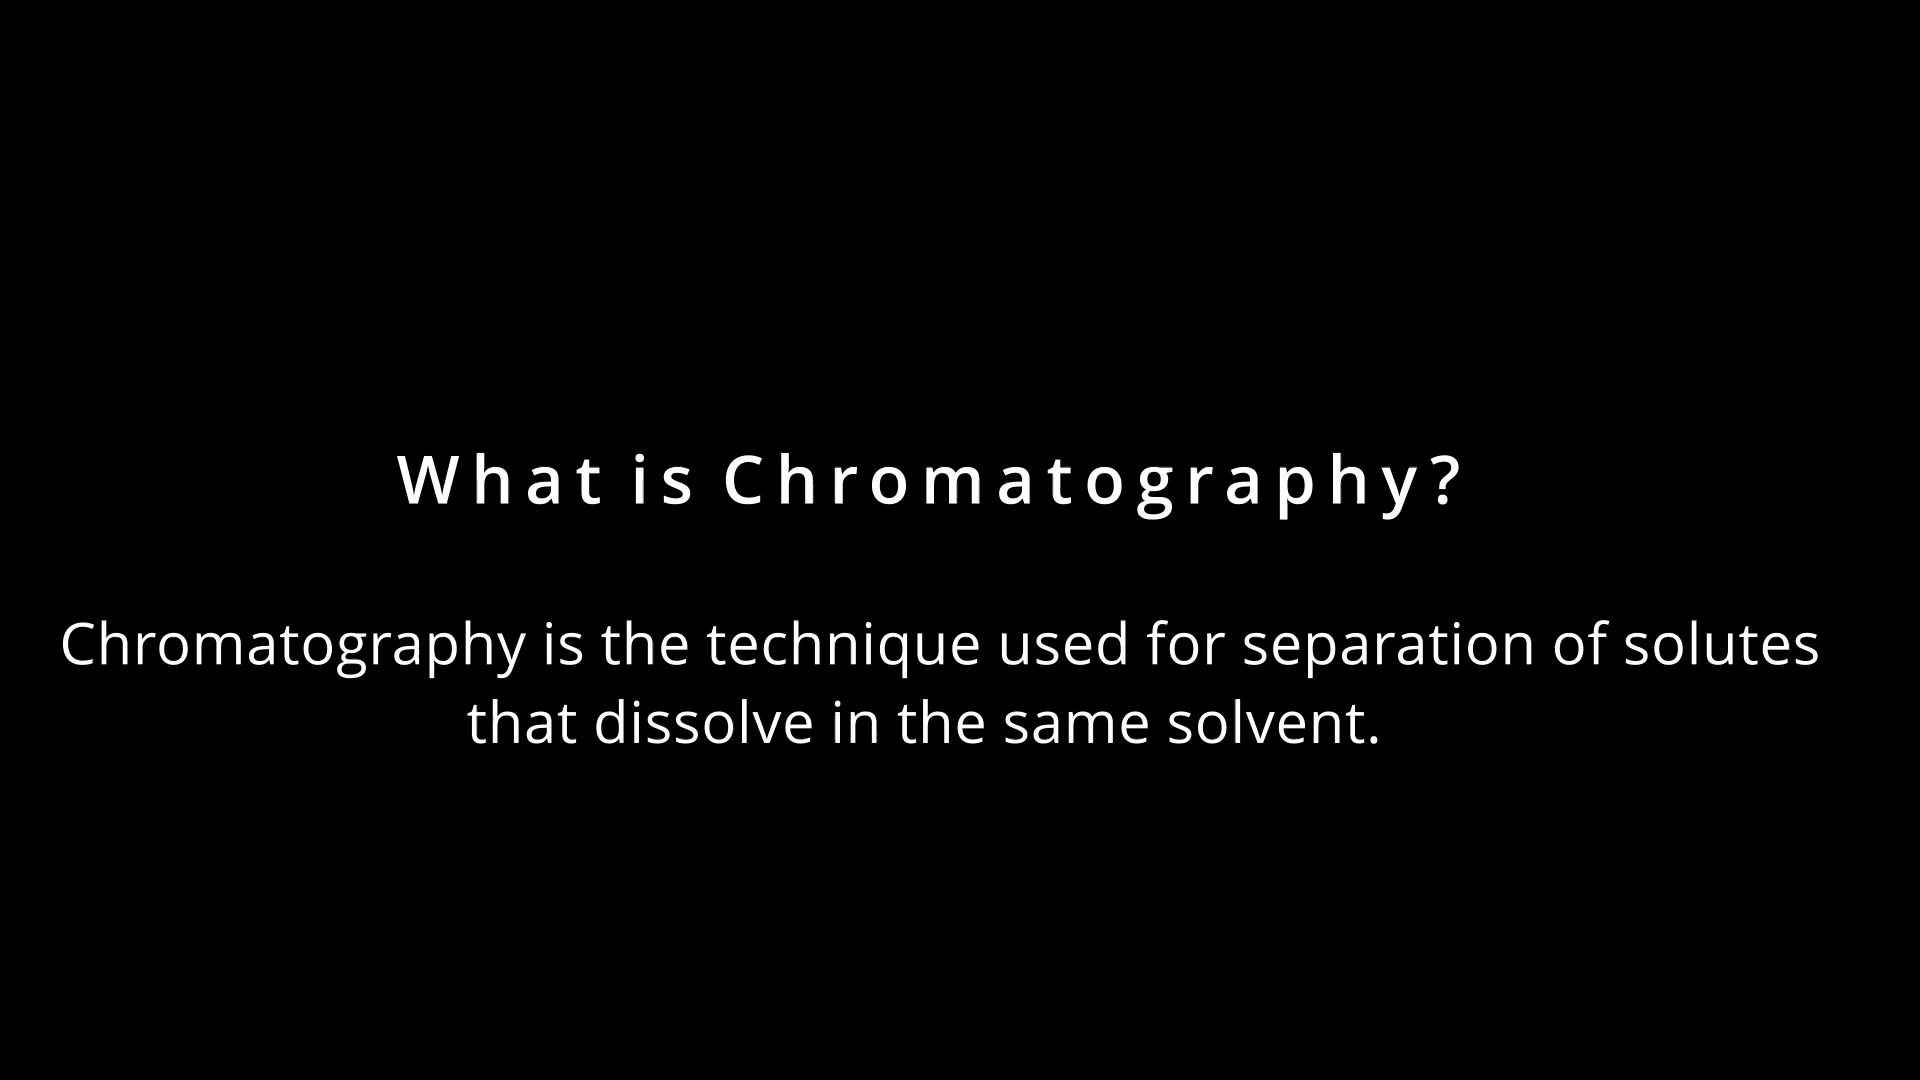 What is Chromatography?
Chromatography is the technique used for separation of solutes
that dissolve in the same solvent.